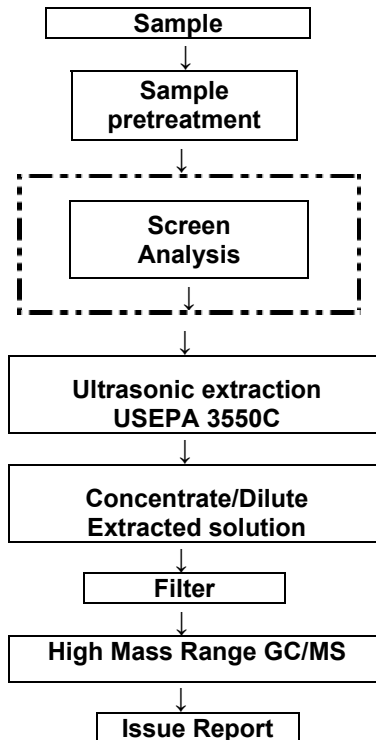 Sample
↓
Sample
pretreatment
↓
Screen
Analysis
↓
↓
Ultrasonic extraction
USEPA 3550C
↓
Concentrate/Dilute
Extracted solution
↓
Filter
↓
High Mass Range GC/MS
↓
Issue Report